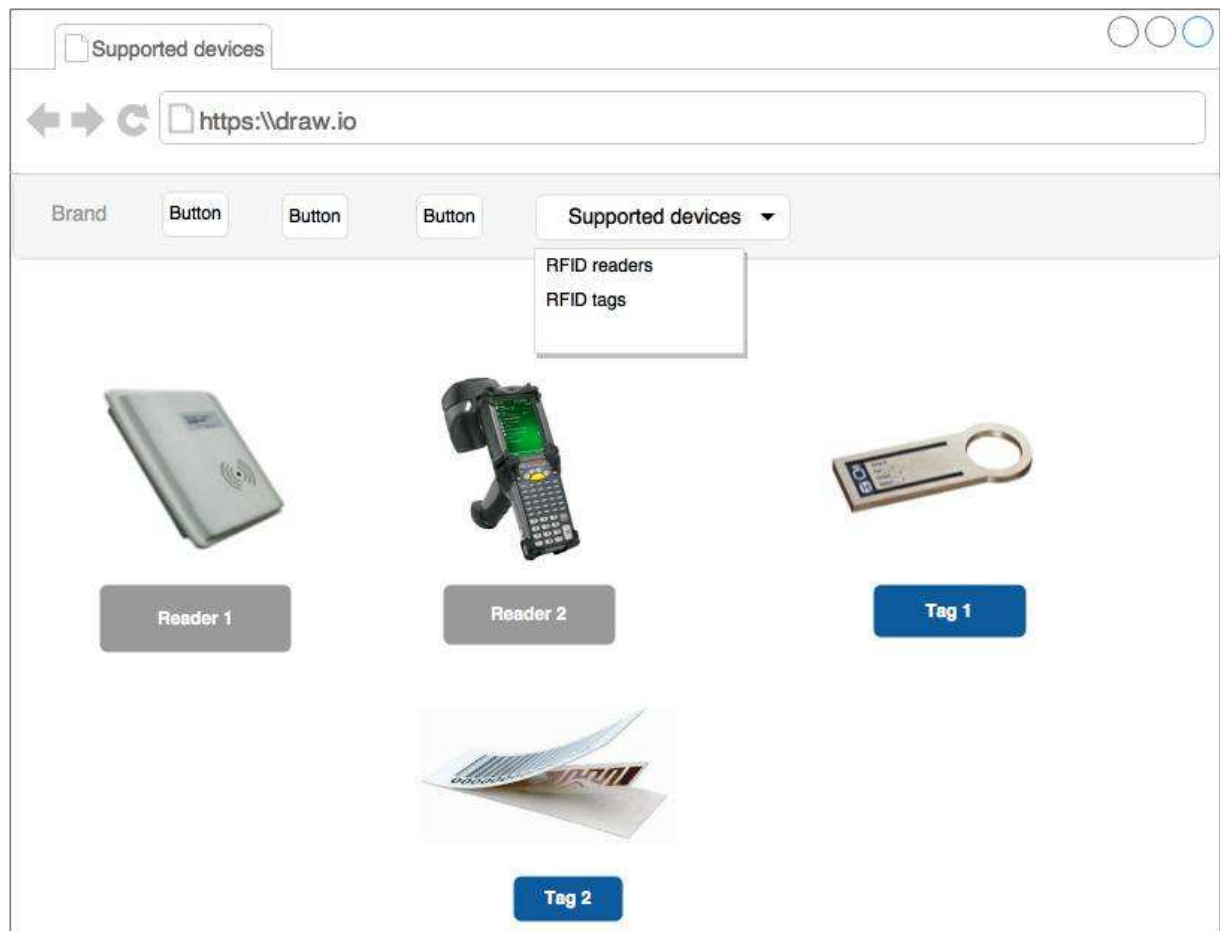 Supported devices
https:\\draw.io
Brand Button Button Button Supported devices
RFID readers
RFID tags
Reader 1 Reader 2 Tag 1
Tag 2